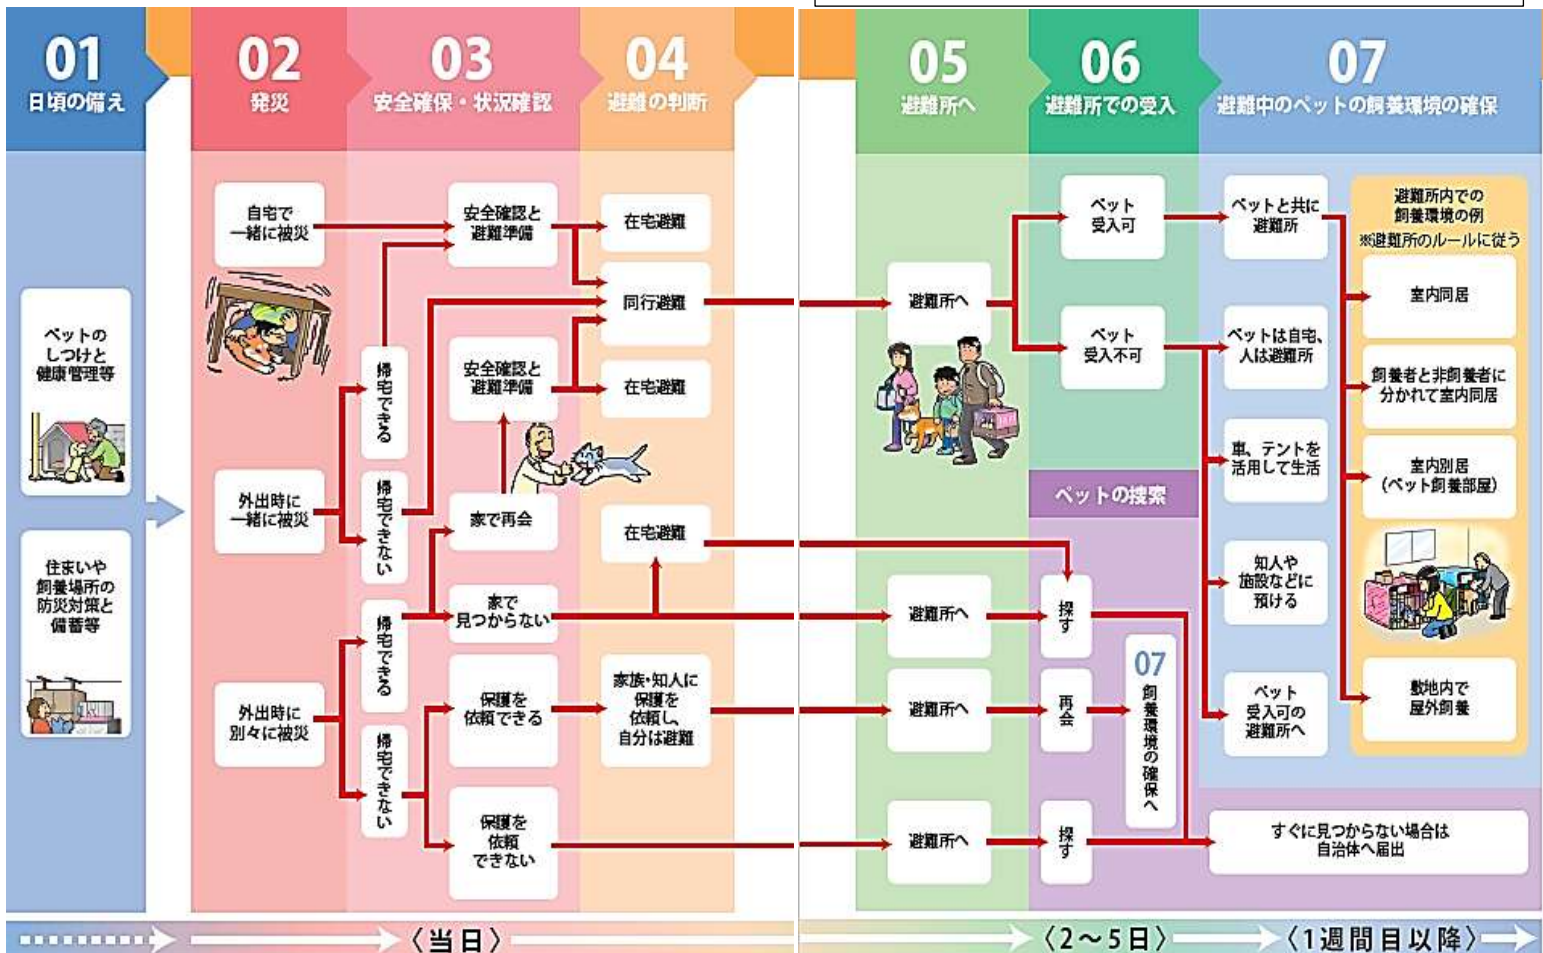 01
日頃の備え
02
発災
03
安全確保・状況確認
04
避難の判断
05
避難所へ
06
避難所での受入
07
避難中のペットの飼養環境の確保
ペットの
しつけと
健康管理等
住まいや
飼養場所の
防災対策と
備蓄等
自宅で
一緒に被災
外出時に
一緒に被災
外出時に
別々に被災
帰宅できる
帰宅できない
帰宅できる
帰宅できない
安全確認と
避難準備
安全確認と
避難準備
家で再会
家で
見つからない
保護を
依頼できる
保護を
依頼
できない
在宅避難
同行避難
在宅避難
在宅避難
家族・知人に
保護を
依頼し、
自分は避難
避難所へ
避難所へ
避難所へ
避難所へ
ペット
受入可
ペット
受入不可
ペットの捜索
探す
再会
探す
07
飼養環境の確保へ
ペットと共に
避難所
ペットは自宅、
人は避難所
車、テントを
活用して生活
知人や
施設などに
預ける
ペット
受入可の
避難所へ
避難所内での
飼養環境の例
※避難所のルールに従う
室内同居
飼養者と非飼養者に
分かれて室内同居
室内別居
（ペット飼養部屋）
敷地内で
屋外飼養
すぐに見つからない場合は
自治体へ届出
〈当日〉
〈2～5日〉
〈1週間目以降〉